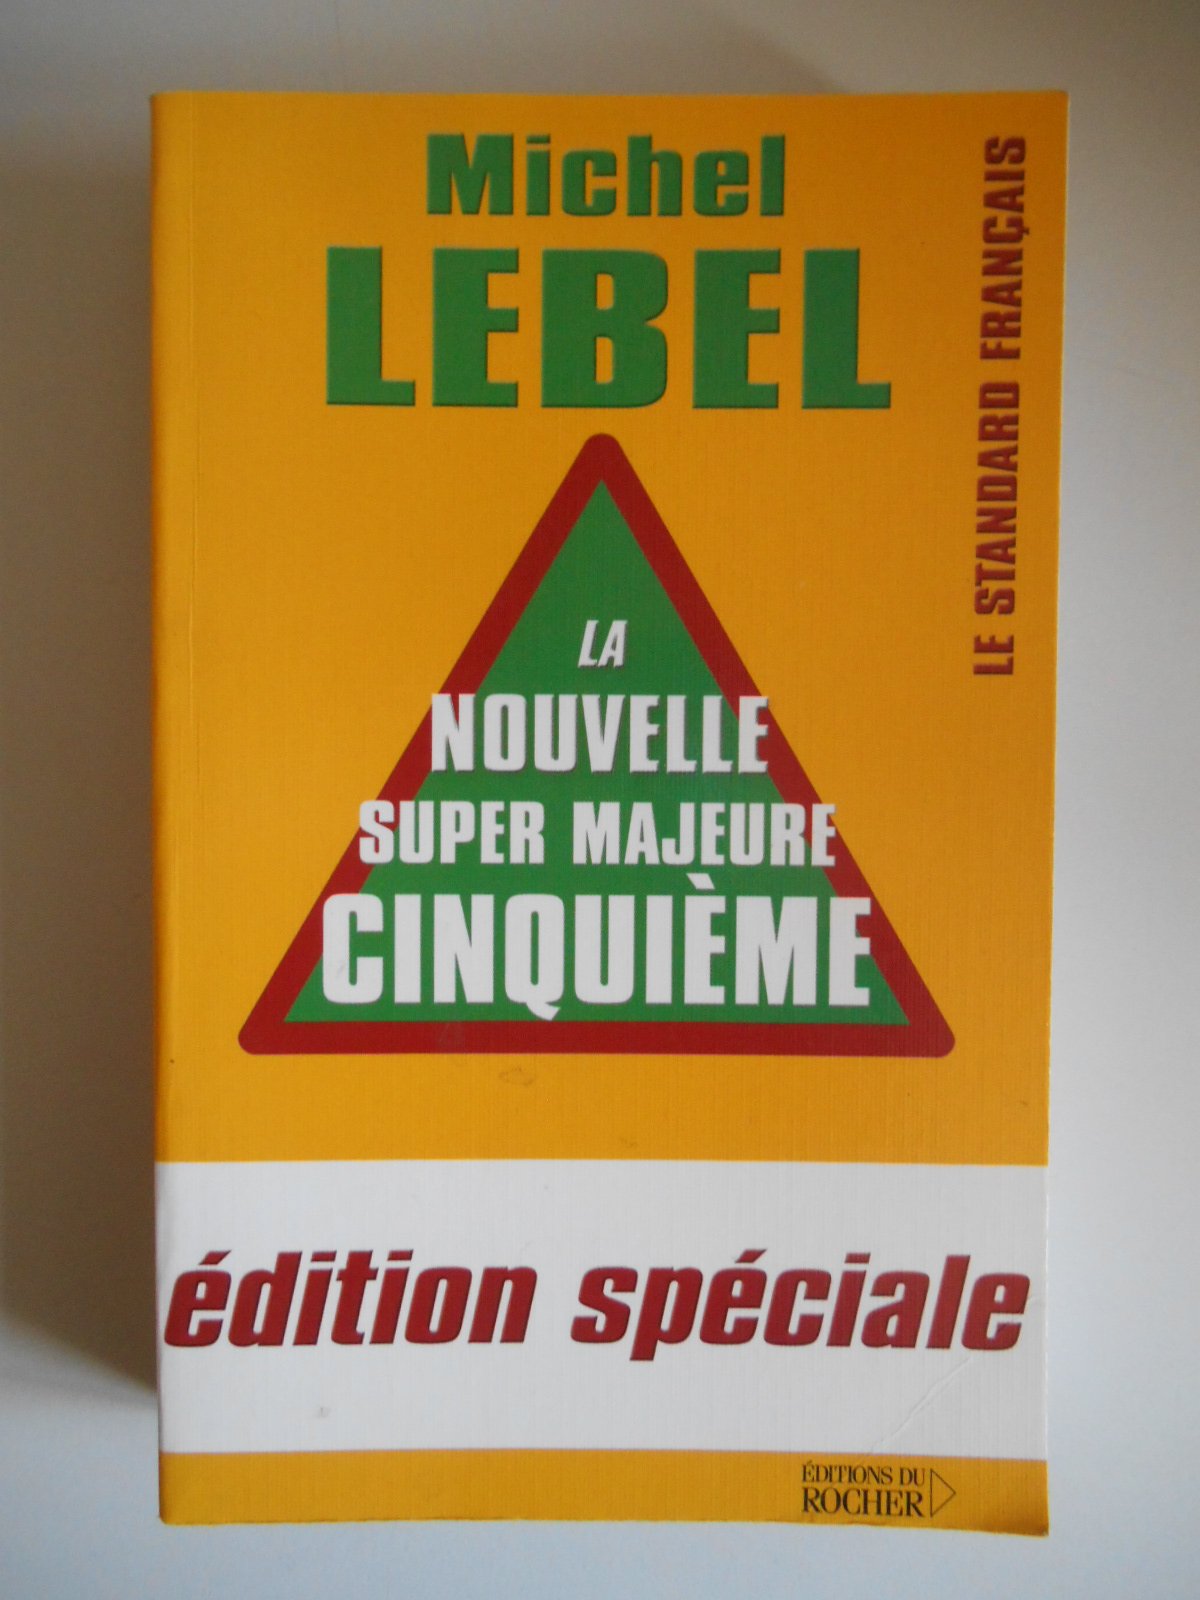 Michel
LEBEL
LE STANDARD FRANÇAIS
LA
NOUVELLE
SUPER MAJEURE
CINQUIÈME
édition spéciale
ÉDITIONS DU
ROCHER